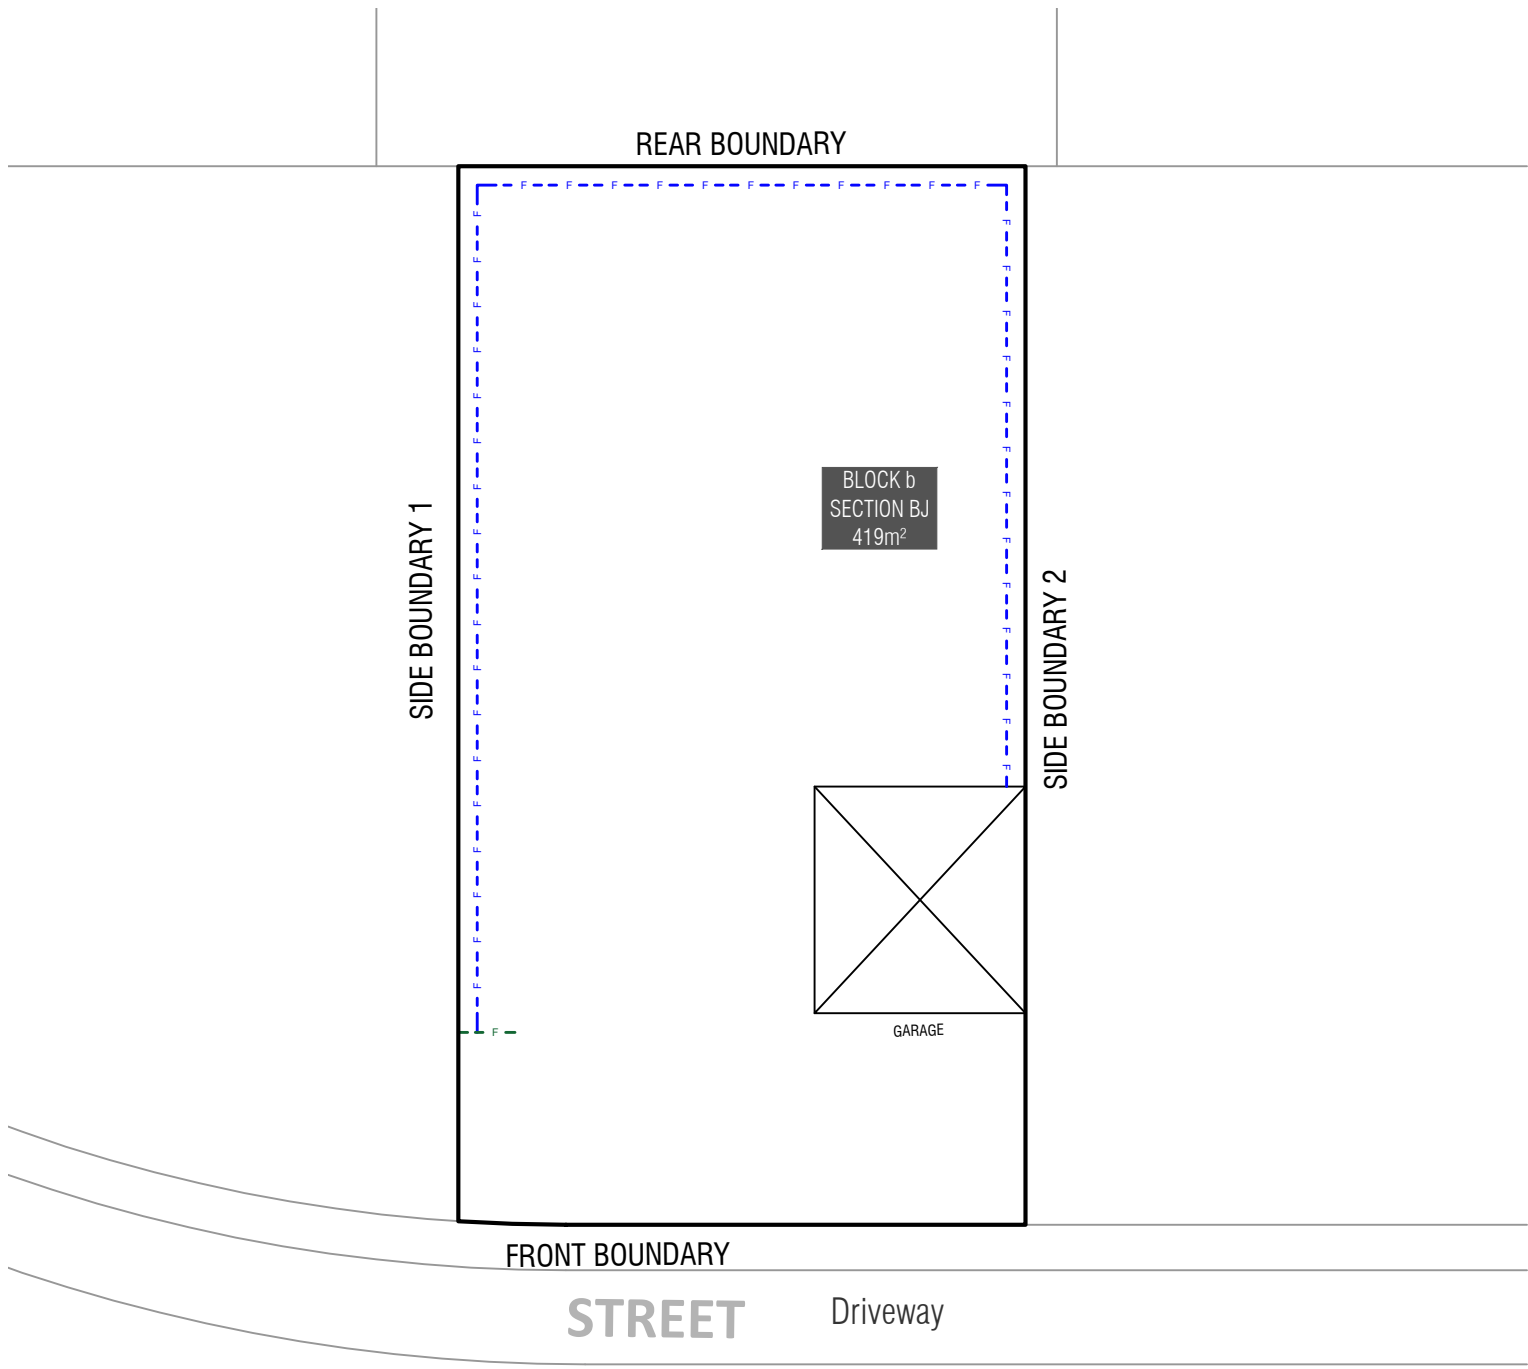 REAR BOUNDARY
F F F F F F F F F F F
F F F F F F F F F F F F F F F F F F
F F F F F F F F F F F F F
BLOCK b
SECTION BJ
419m²
SIDE BOUNDARY 1
SIDE BOUNDARY 2
GARAGE
F
FRONT BOUNDARY
STREET
Driveway